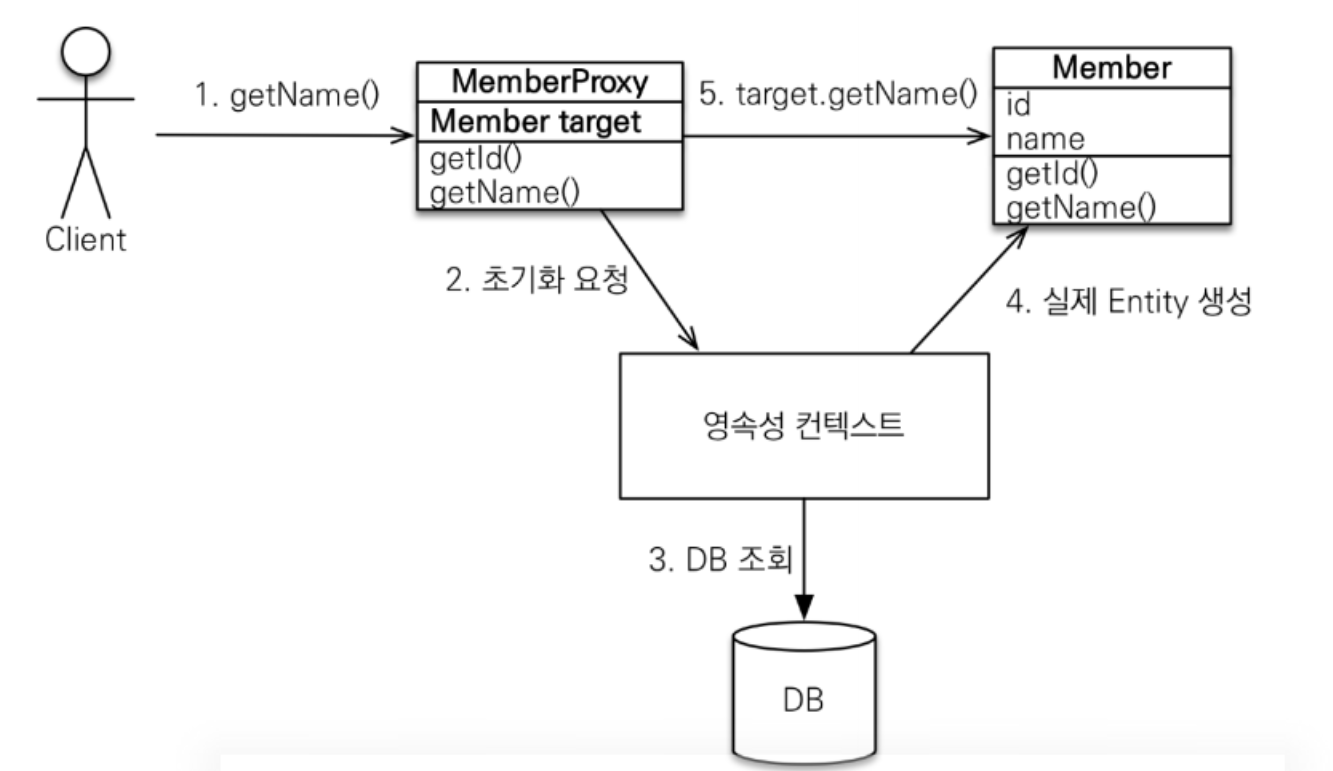 1. getName()
MemberProxy
Member target
getId()
getName()
5. target.getName()
Member
id
name
getId()
getName()
Client
2. 초기화 요청
4. 실제 Entity 생성
영속성 컨텍스트
3. DB 조회
DB